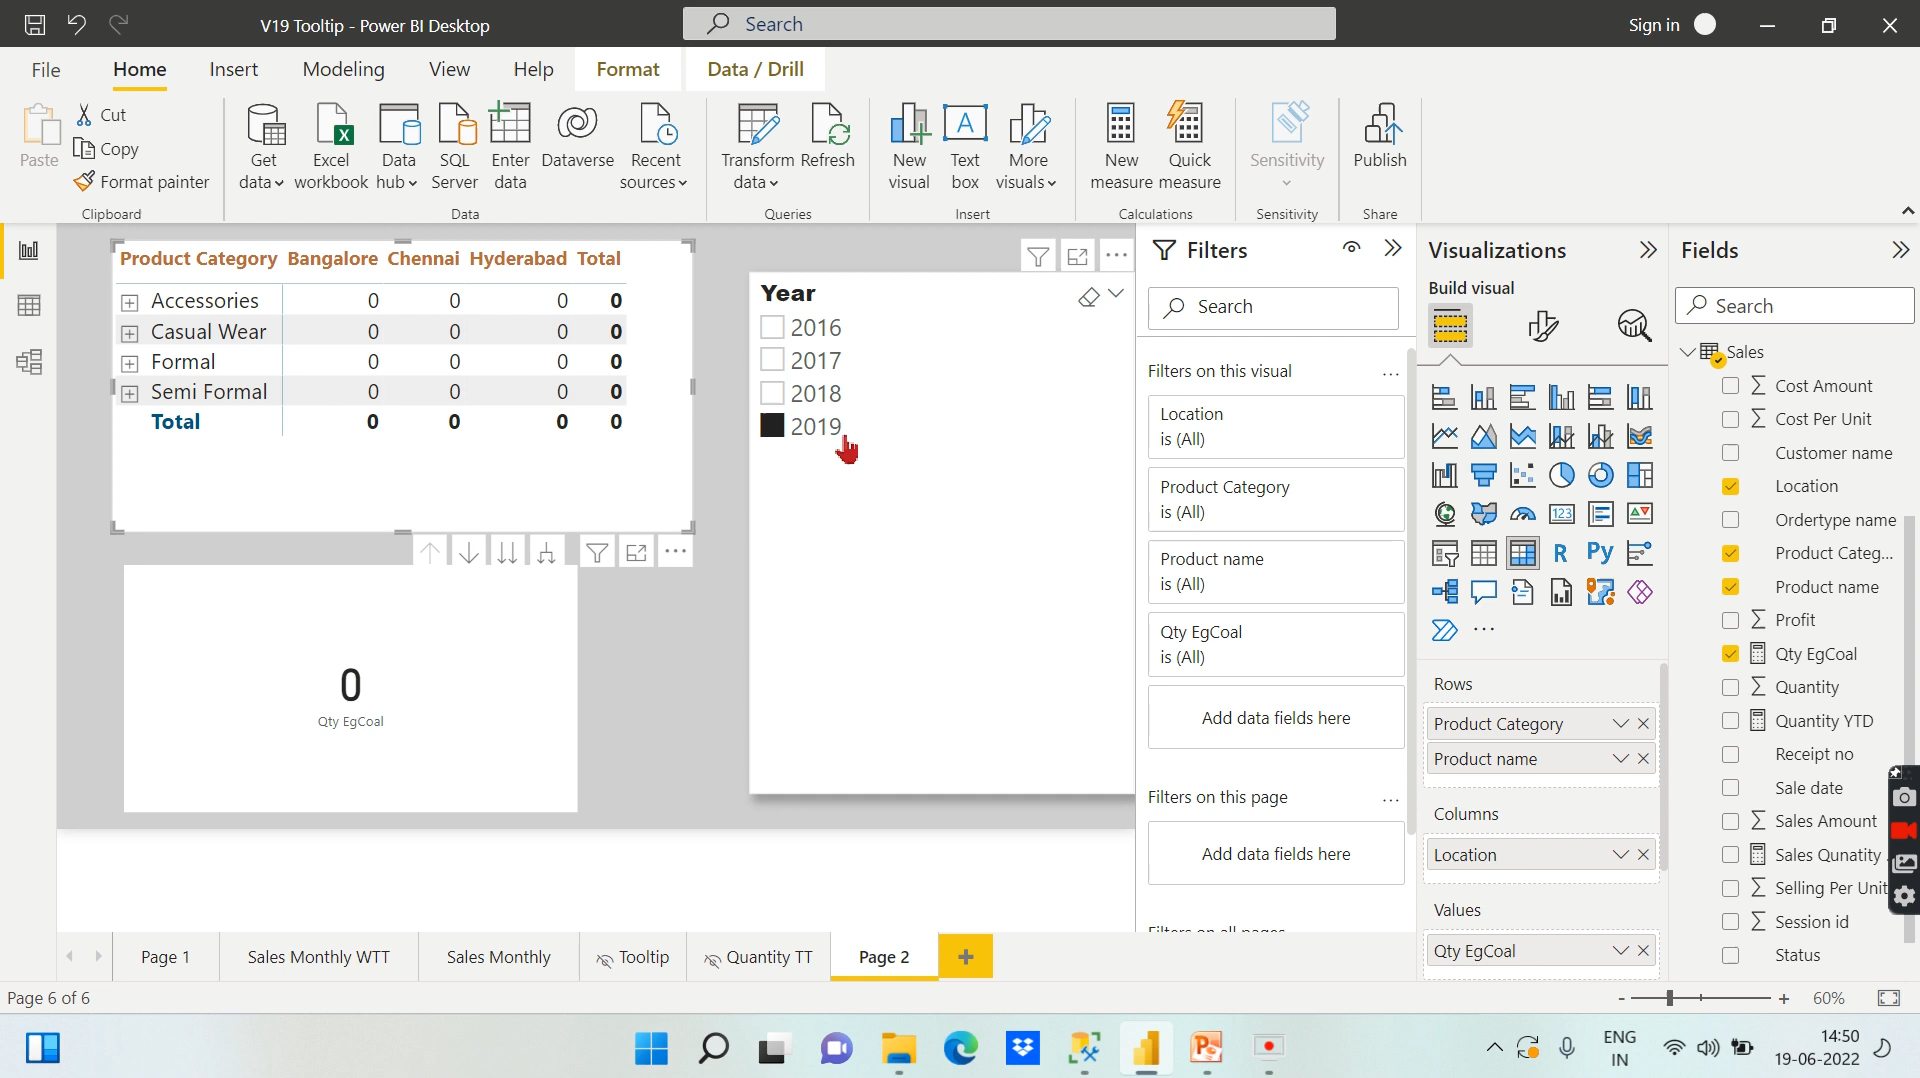 V19 Tooltip - Power BI Desktop
Search
Sign in
File
Home
Insert
Modeling
View
Help
Format
Data / Drill
Paste
Cut
Copy
Format painter
Clipboard
Get data
Excel workbook
Data hub
SQL Server
Enter data
Dataverse
Recent sources
Data
Transform data
Refresh
Queries
New visual
Text box
More visuals
Insert
New measure
Quick measure
Calculations
Sensitivity
Sensitivity
Publish
Share
Product Category Bangalore Chennai Hyderabad Total
Accessories 0 0 0 0
Casual Wear 0 0 0 0
Formal 0 0 0 0
Semi Formal 0 0 0 0
Total 0 0 0 0
0
Qty EgCoal
Year
2016
2017
2018
2019
Filters
Search
Filters on this visual
Location
is (All)
Product Category
is (All)
Product name
is (All)
Qty EgCoal
is (All)
Add data fields here
Filters on this page
Add data fields here
Filters on all pages
Visualizations
Build visual
123
R
Py
Rows
Product Category
Product name
Columns
Location
Values
Qty EgCoal
Fields
Search
Sales
Cost Amount
Cost Per Unit
Customer name
Location
Ordertype name
Product Categ...
Product name
Profit
Qty EgCoal
Quantity
Quantity YTD
Receipt no
Sale date
Sales Amount
Sales Qunatity
Selling Per Unit
Session id
Status
Page 1
Sales Monthly WTT
Sales Monthly
Tooltip
Quantity TT
Page 2
Page 6 of 6
60%
ENG
IN
14:50
19-06-2022